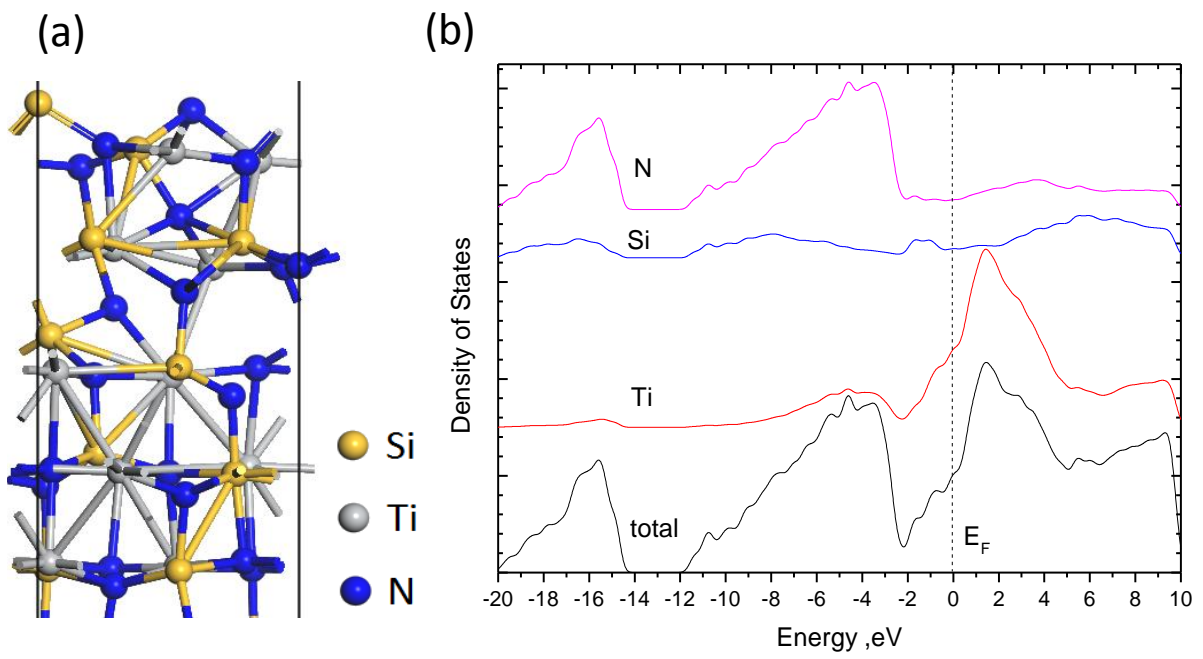 (a)
(b)
Si
Ti
N
Density of States
N
Si
Ti
total
E_F
-20 -18 -16 -14 -12 -10 -8 -6 -4 -2 0 2 4 6 8 10
Energy ,eV